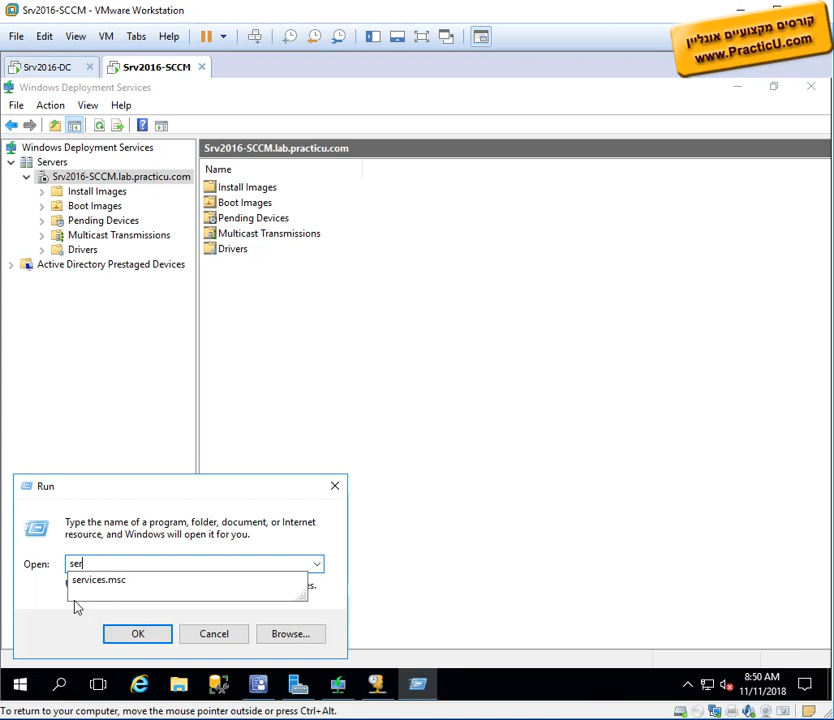 Srv2016-SCCM - VMware Workstation
קורסים מקצועיים אונליין
www.PracticU.com
File Edit View VM Tabs Help
Srv2016-DC Srv2016-SCCM
Windows Deployment Services
File Action View Help
Windows Deployment Services
Servers
Srv2016-SCCM.lab.practicu.com
Install Images
Boot Images
Pending Devices
Multicast Transmissions
Drivers
Active Directory Prestaged Devices
Srv2016-SCCM.lab.practicu.com
Name
Install Images
Boot Images
Pending Devices
Multicast Transmissions
Drivers
Run
Type the name of a program, folder, document, or Internet
resource, and Windows will open it for you.
Open: ser
services.msc
es.
OK Cancel Browse...
8:50 AM
11/11/2018
To return to your computer, move the mouse pointer outside or press Ctrl+Alt.